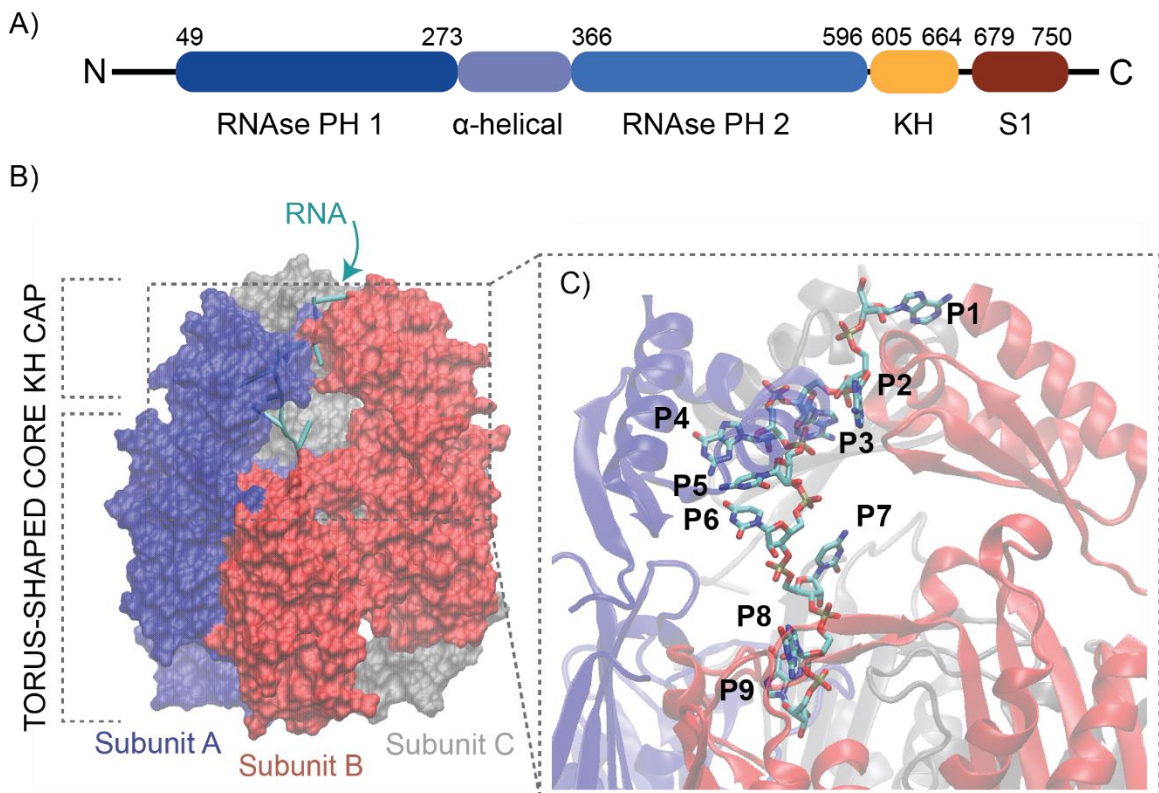 A)
49 273 366 596 605 664 679 750
N C
RNAse PH 1 α-helical RNAse PH 2 KH S1
B)
RNA
TORUS-SHAPED CORE KH CAP
Subunit A
Subunit B
Subunit C
C)
P1
P2
P3
P4
P5
P6
P7
P8
P9